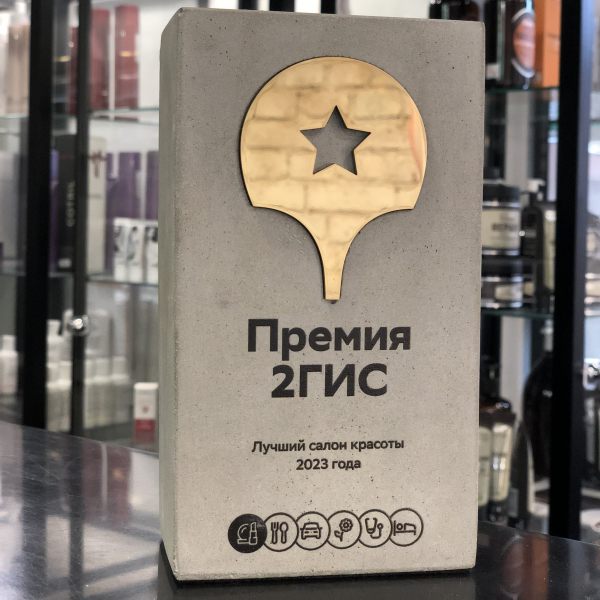 Премия
2ГИС
Лучший салон красоты
2023 года